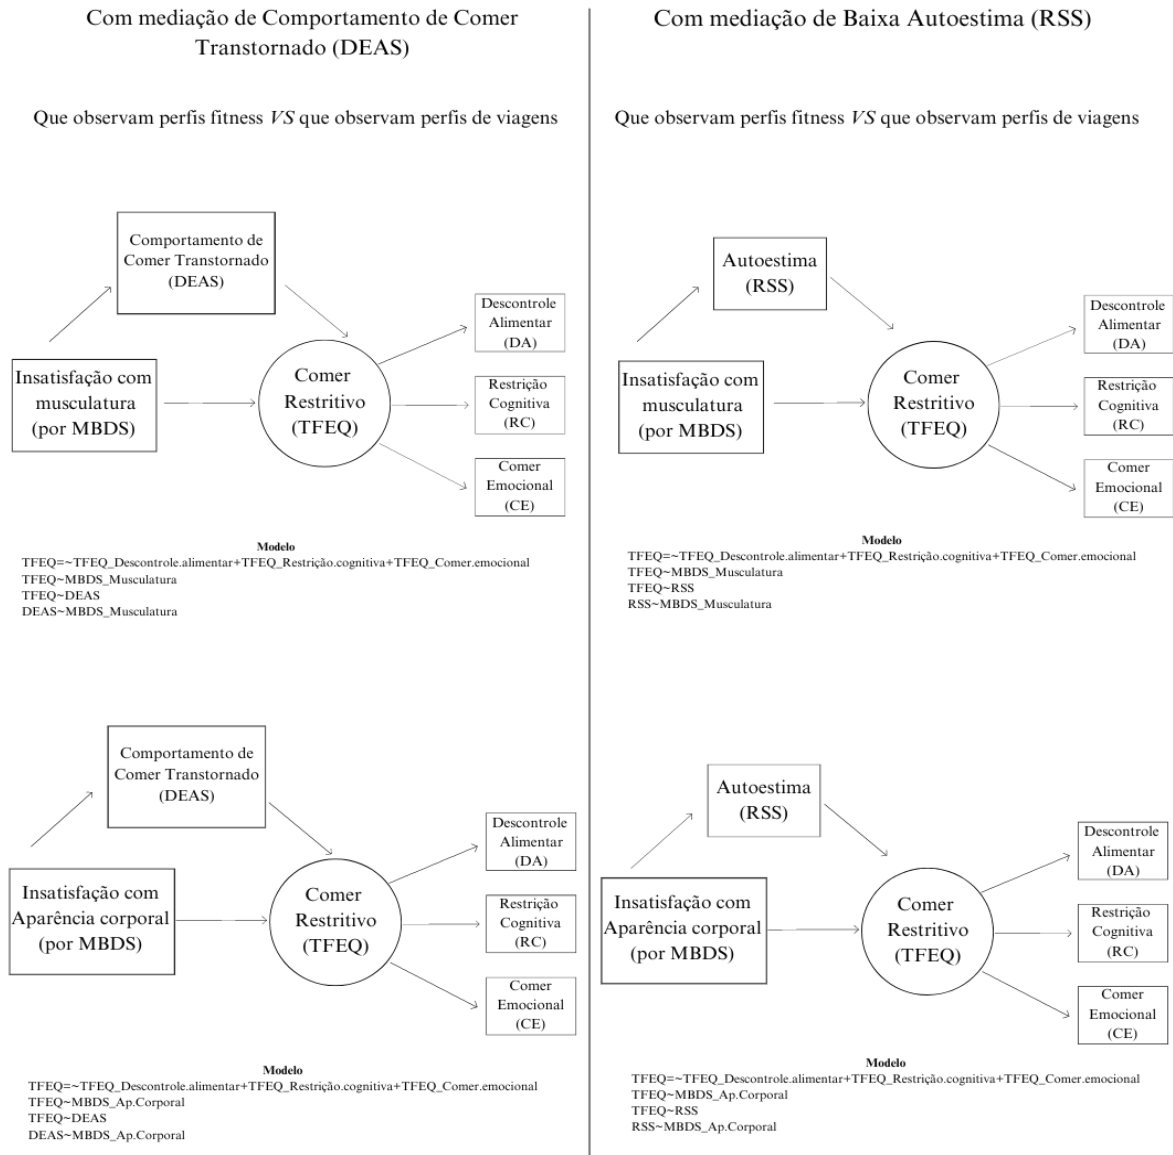 Com mediação de Comportamento de Comer
Transtornado (DEAS)
Que observam perfis fitness VS que observam perfis de viagens
Comportamento de
Comer Transtornado
(DEAS)
Insatisfação com
musculatura
(por MBDS)
Comer
Restritivo
(TFEQ)
Descontrole
Alimentar
(DA)
Restrição
Cognitiva
(RC)
Comer
Emocional
(CE)
Modelo
TFEQ=~TFEQ_Descontrole.alimentar+TFEQ_Restrição.cognitiva+TFEQ_Comer.emocional
TFEQ~MBDS_Musculatura
TFEQ~DEAS
DEAS~MBDS_Musculatura
Comportamento de
Comer Transtornado
(DEAS)
Insatisfação com
Aparência corporal
(por MBDS)
Comer
Restritivo
(TFEQ)
Descontrole
Alimentar
(DA)
Restrição
Cognitiva
(RC)
Comer
Emocional
(CE)
Modelo
TFEQ=~TFEQ_Descontrole.alimentar+TFEQ_Restrição.cognitiva+TFEQ_Comer.emocional
TFEQ~MBDS_Ap.Corporal
TFEQ~DEAS
DEAS~MBDS_Ap.Corporal
Com mediação de Baixa Autoestima (RSS)
Que observam perfis fitness VS que observam perfis de viagens
Autoestima
(RSS)
Insatisfação com
musculatura
(por MBDS)
Comer
Restritivo
(TFEQ)
Descontrole
Alimentar
(DA)
Restrição
Cognitiva
(RC)
Comer
Emocional
(CE)
Modelo
TFEQ=~TFEQ_Descontrole.alimentar+TFEQ_Restrição.cognitiva+TFEQ_Comer.emocional
TFEQ~MBDS_Musculatura
TFEQ~RSS
RSS~MBDS_Musculatura
Autoestima
(RSS)
Insatisfação com
Aparência corporal
(por MBDS)
Comer
Restritivo
(TFEQ)
Descontrole
Alimentar
(DA)
Restrição
Cognitiva
(RC)
Comer
Emocional
(CE)
Modelo
TFEQ=~TFEQ_Descontrole.alimentar+TFEQ_Restrição.cognitiva+TFEQ_Comer.emocional
TFEQ~MBDS_Ap.Corporal
TFEQ~RSS
RSS~MBDS_Ap.Corporal